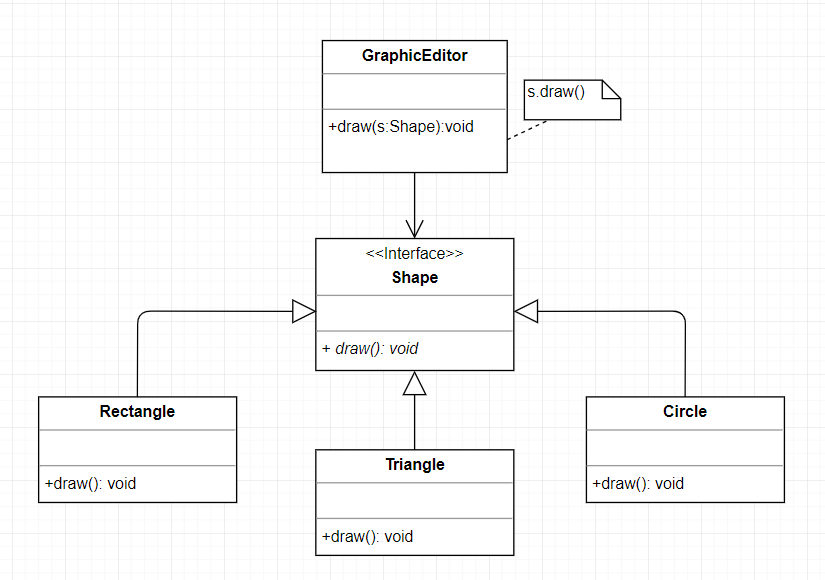 GraphicEditor
s.draw()
+draw(s:Shape):void
<<Interface>>
Shape
+ draw(): void
Rectangle
+draw(): void
Circle
+draw(): void
Triangle
+draw(): void